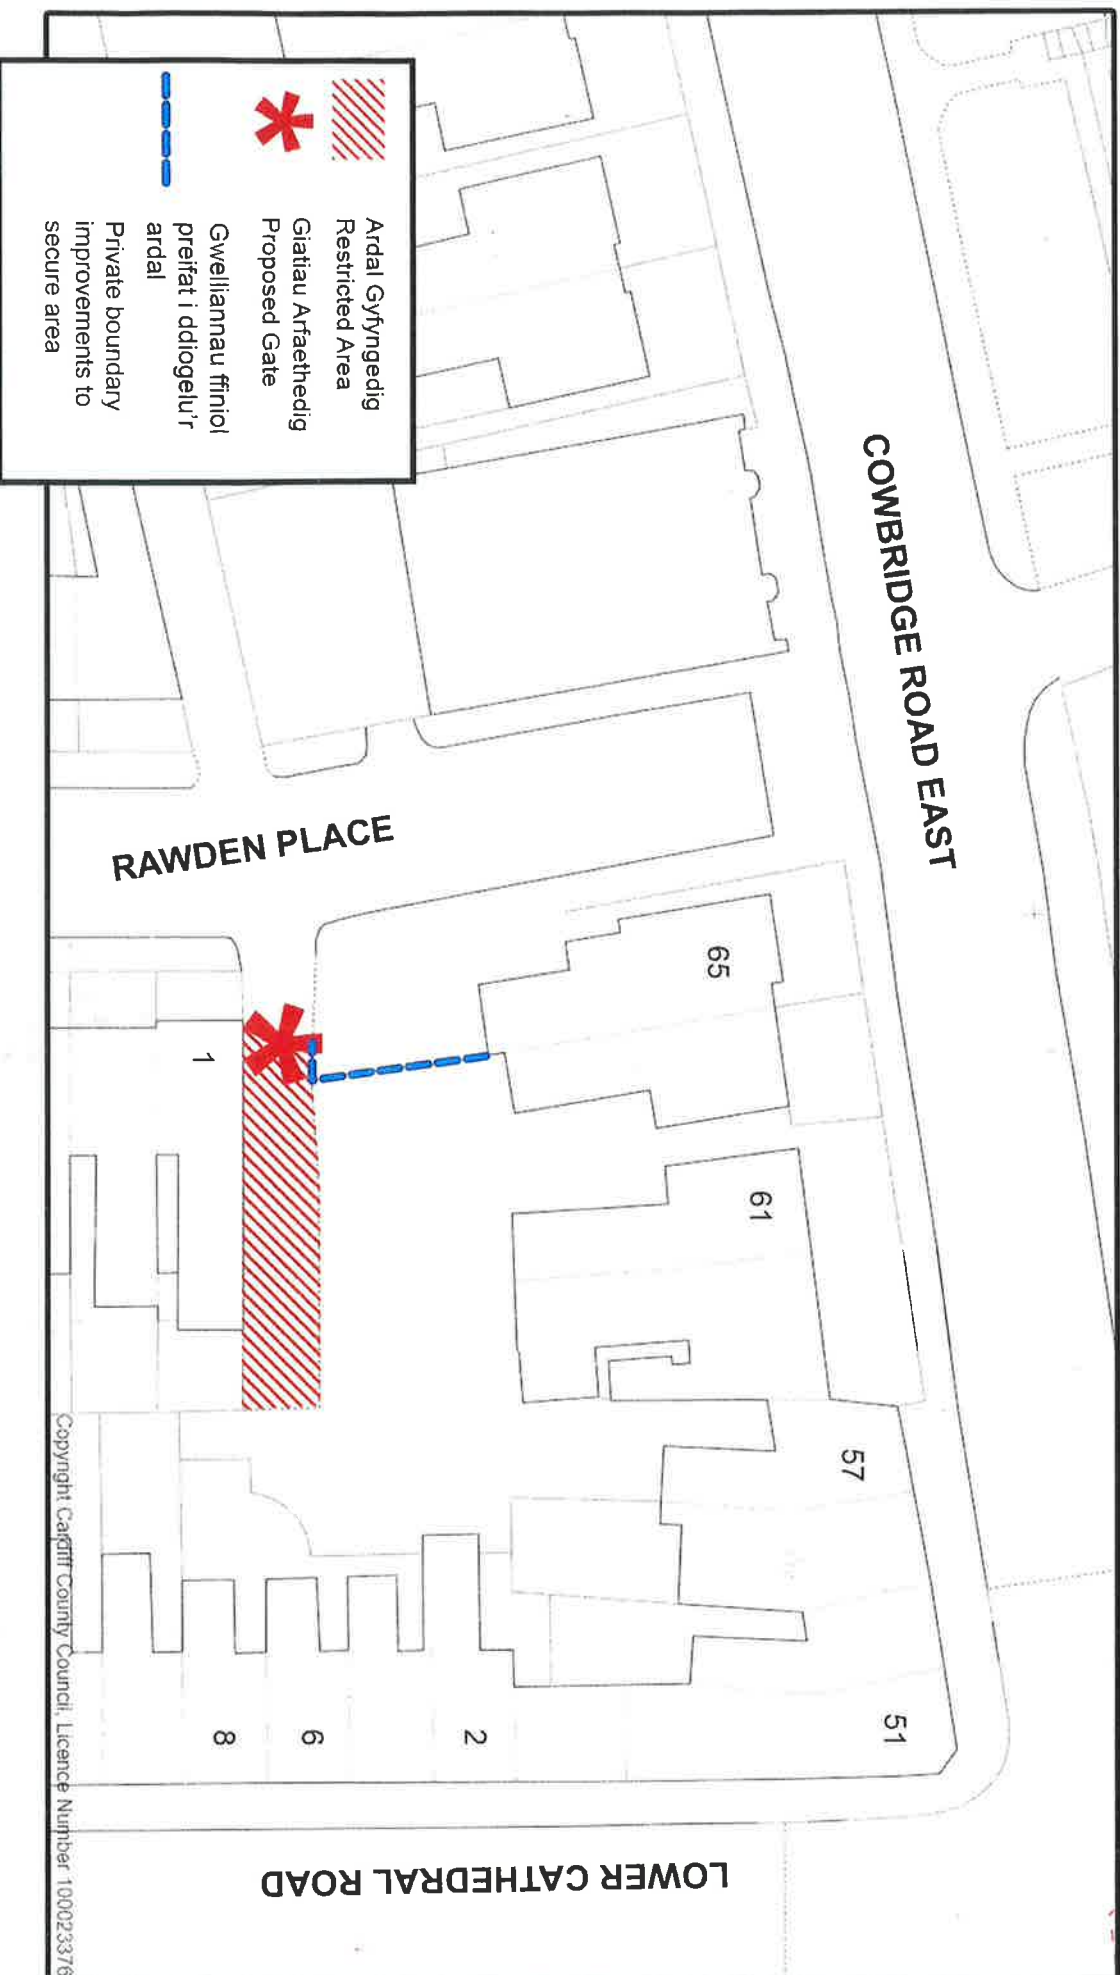 COWBRIDGE ROAD EAST
RAWDEN PLACE
LOWER CATHEDRAL ROAD
65
61
57
51
1
2
6
8
Ardal Gyfyngedig
Restricted Area
Giatiau Arfaethedig
Proposed Gate
Gwelliannau ffiniol
preifat i ddiogelu'r
ardal
Private boundary
improvements to
secure area
Copyright Cardiff County Council, Licence Number 100023376